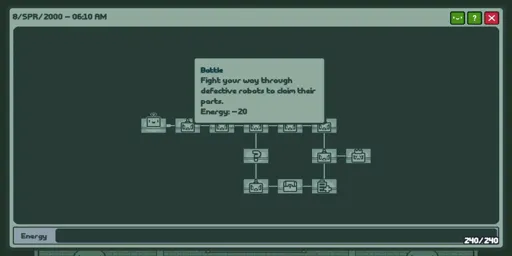 8/SPR/2000 - 06:10 AM
?
Battle
Fight your way through
defective robots to claim their
parts.
Energy: -20
?
Energy
240/240